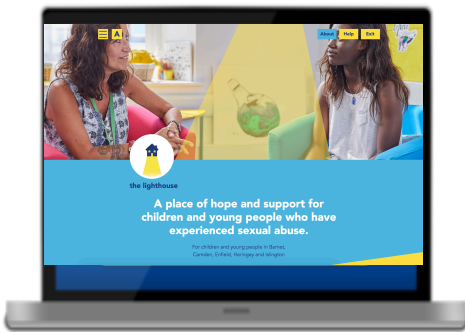 A
About Help Exit
the lighthouse
A place of hope and support for
children and young people who have
experienced sexual abuse.
For children and young people in Barnet,
Camden, Enfield, Haringey and Islington